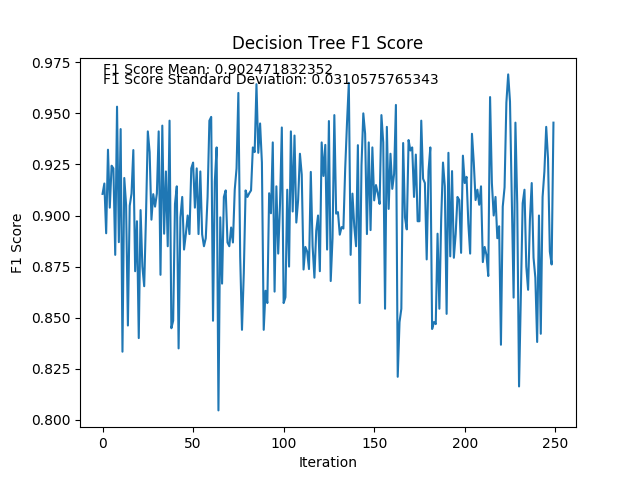 Decision Tree F1 Score
F1 Score Mean: 0.902471832352
F1 Score Standard Deviation: 0.0310575765343
0.975
0.950
0.925
0.900
0.875
0.850
0.825
0.800
F1 Score
0 50 100 150 200 250
Iteration